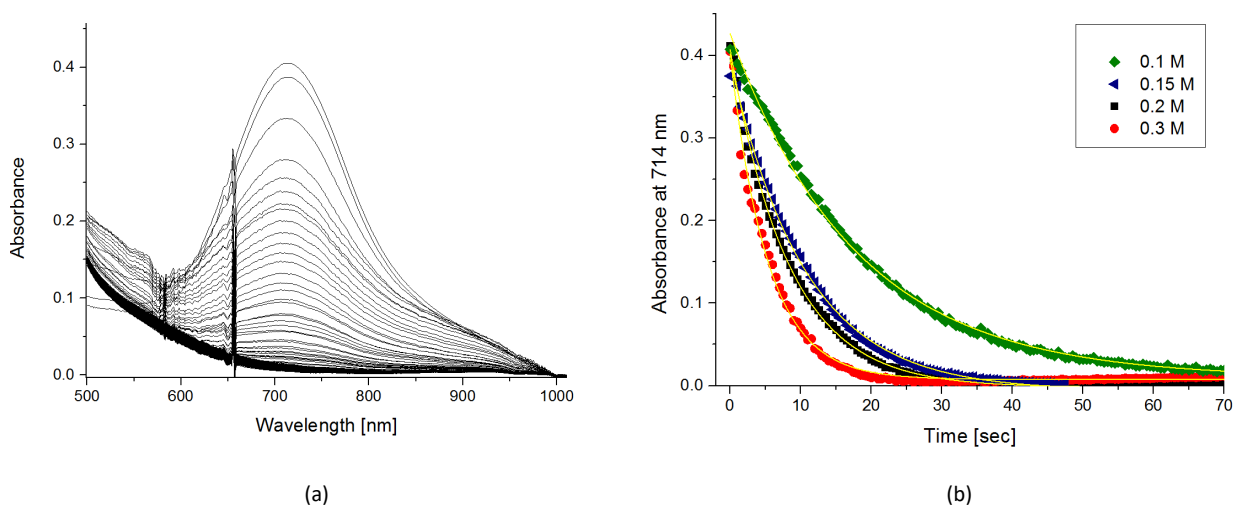 0.4
0.3
0.2
0.1
0.0
Absorbance
500 600 700 800 900 1000
Wavelength [nm]
(a)
0.4
0.3
0.2
0.1
0.0
Absorbance at 714 nm
0 10 20 30 40 50 60 70
Time [sec]
0.1 M
0.15 M
0.2 M
0.3 M
(b)